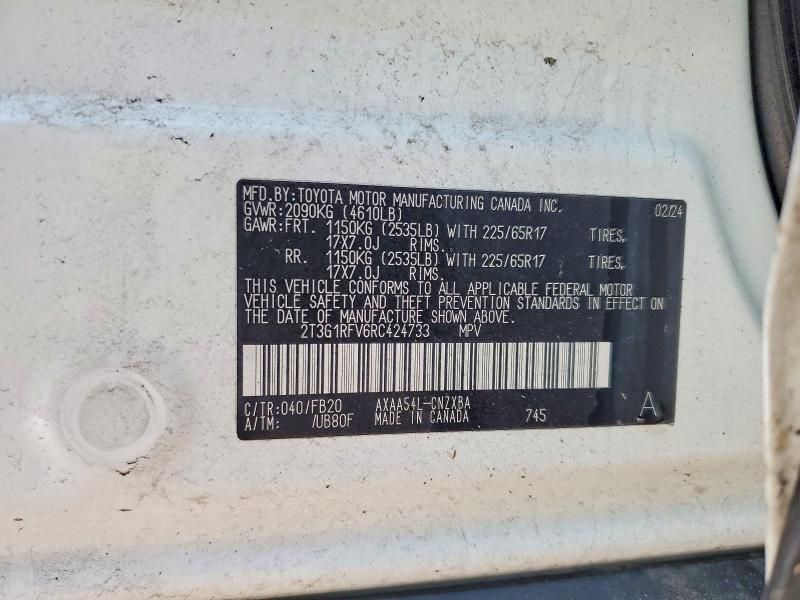 MFD.BY:TOYOTA MOTOR MANUFACTURING CANADA INC. 02/24
GVWR:2090KG (4610LB)
GAWR:FRT. 1150KG (2535LB) WITH 225/65R17 TIRES,
17X7.0J RIMS.
RR. 1150KG (2535LB) WITH 225/65R17 TIRES,
17X7.0J RIMS.
THIS VEHICLE CONFORMS TO ALL APPLICABLE FEDERAL MOTOR
VEHICLE SAFETY AND THEFT PREVENTION STANDARDS IN EFFECT ON
THE DATE OF MANUFACTURE SHOWN ABOVE.
2T3G1RFV6RC424733 MPV
C/TR:040/FB20 AXAA54L-CNZXBA A
A/TM: /UB80F MADE IN CANADA 745